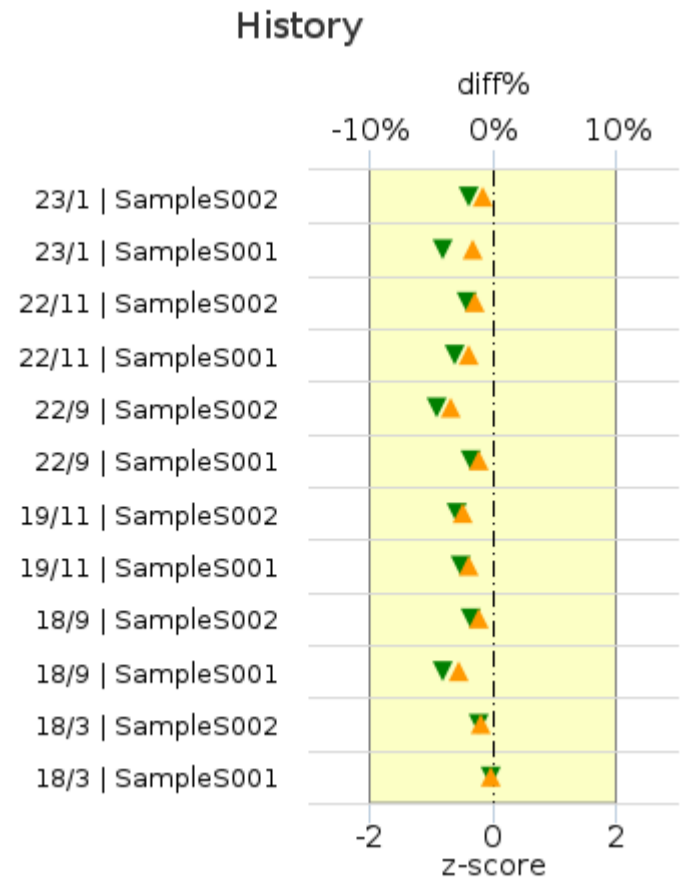 History
diff%
-10% 0% 10%
23/1 | SampleS002
23/1 | SampleS001
22/11 | SampleS002
22/11 | SampleS001
22/9 | SampleS002
22/9 | SampleS001
19/11 | SampleS002
19/11 | SampleS001
18/9 | SampleS002
18/9 | SampleS001
18/3 | SampleS002
18/3 | SampleS001
-2 0 2
z-score